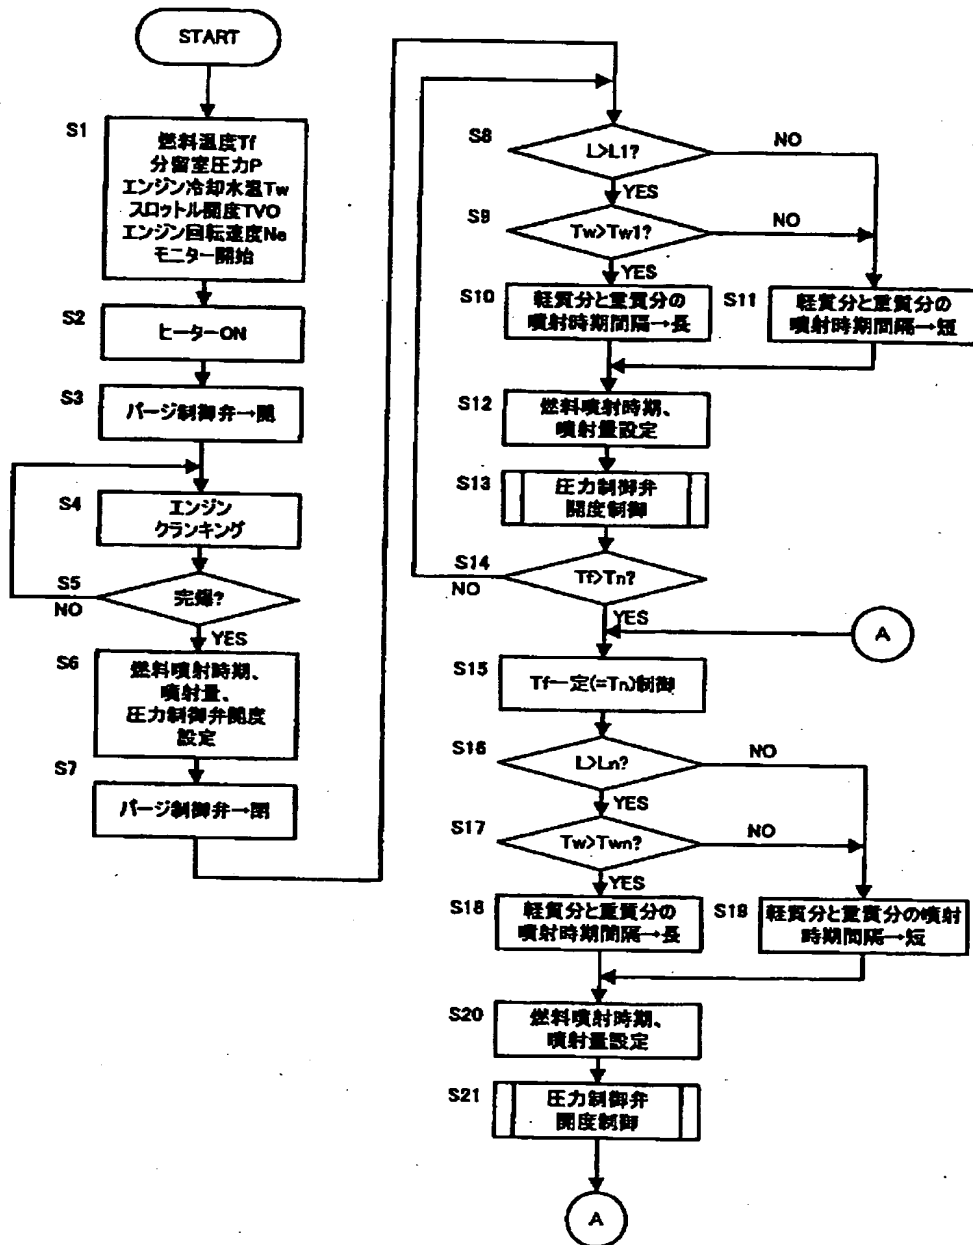 START
S1
燃料温度Tf
分留室圧力P
エンジン冷却水温Tw
スロットル開度TVO
エンジン回転速度Ne
モニター開始
S2
ヒーターON
S3
パージ制御弁→開
S4
エンジン
クランキング
S5
完爆?
NO
YES
S6
燃料噴射時期、
噴射量、
圧力制御弁開度
設定
S7
パージ制御弁→閉
S8
L>L1?
NO
YES
S9
Tw>Tw1?
NO
YES
S10
軽質分と重質分の
噴射時期間隔→長
S11
軽質分と重質分の
噴射時期間隔→短
S12
燃料噴射時期、
噴射量設定
S13
圧力制御弁
開度制御
S14
Tf>Tn?
NO
YES
A
S15
Tf一定(=Tn)制御
S16
L>Ln?
NO
YES
S17
Tw>Twn?
NO
YES
S18
軽質分と重質分の
噴射時期間隔→長
S19
軽質分と重質分の噴射
時期間隔→短
S20
燃料噴射時期、
噴射量設定
S21
圧力制御弁
開度制御
A